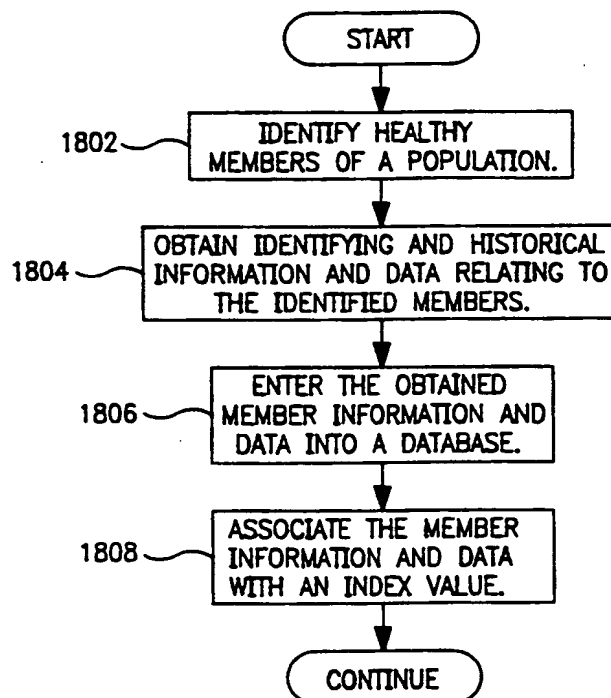 START
1802
IDENTIFY HEALTHY
MEMBERS OF A POPULATION.
1804
OBTAIN IDENTIFYING AND HISTORICAL
INFORMATION AND DATA RELATING TO
THE IDENTIFIED MEMBERS.
1806
ENTER THE OBTAINED
MEMBER INFORMATION AND
DATA INTO A DATABASE.
1808
ASSOCIATE THE MEMBER
INFORMATION AND DATA
WITH AN INDEX VALUE.
CONTINUE